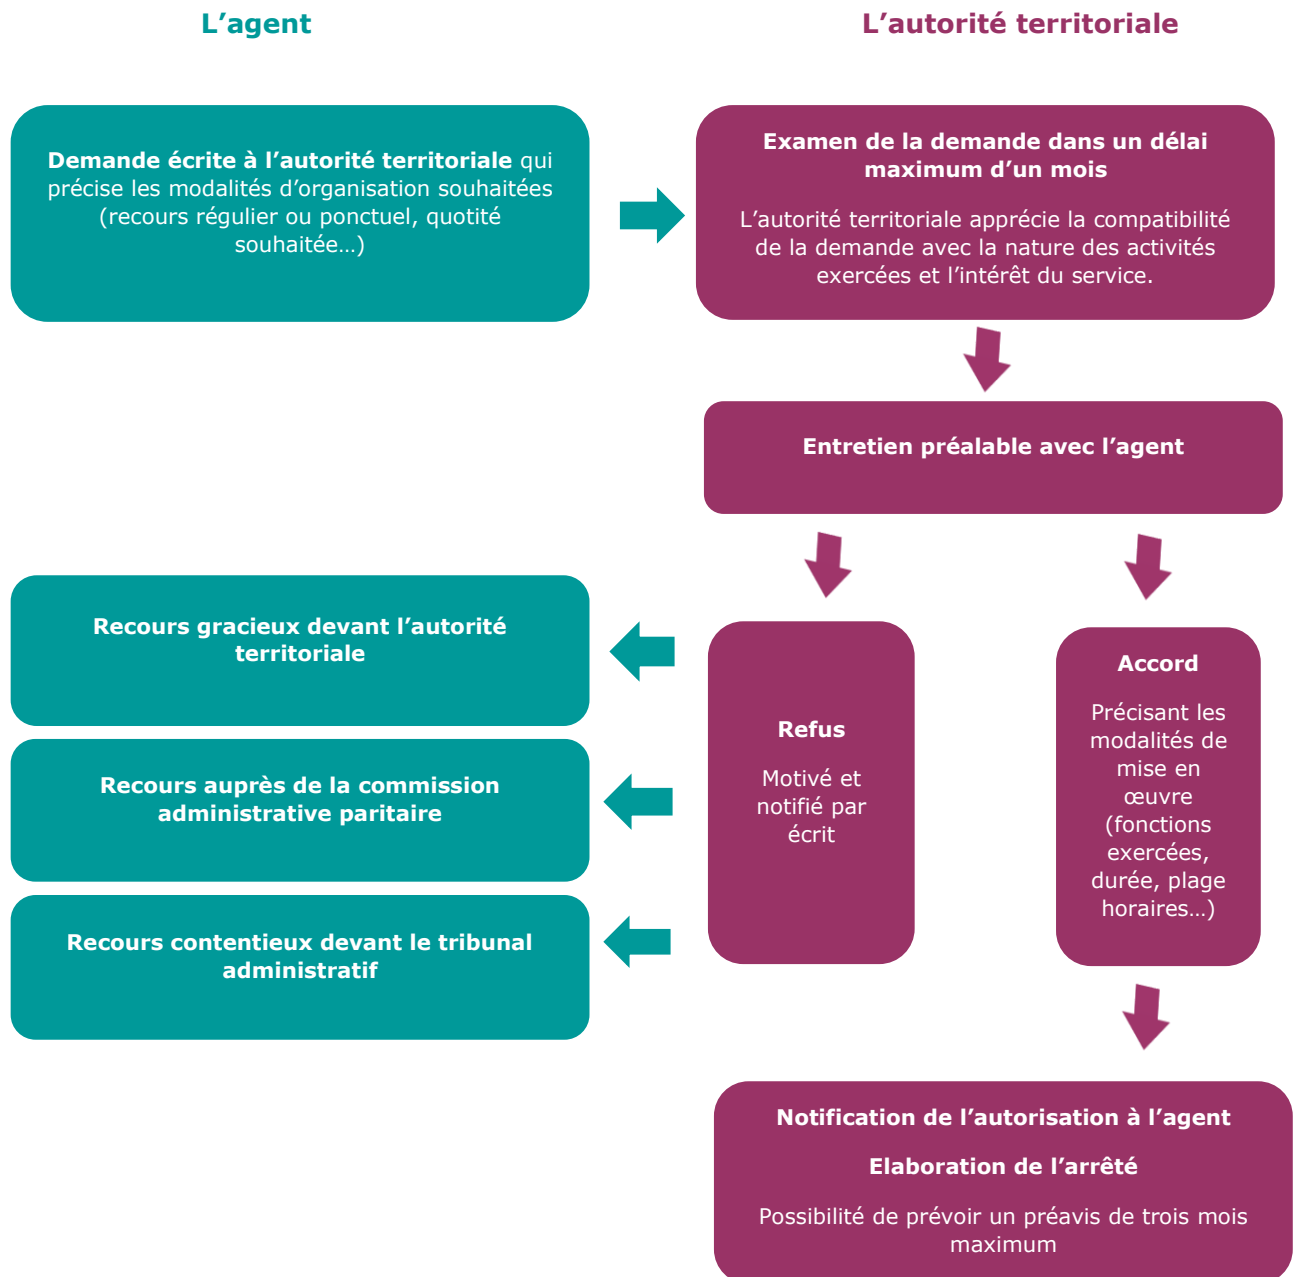 L’agent
L’autorité territoriale
Demande écrite à l’autorité territoriale qui
précise les modalités d’organisation souhaitées
(recours régulier ou ponctuel, quotité
souhaitée…)
Examen de la demande dans un délai
maximum d’un mois
L’autorité territoriale apprécie la compatibilité
de la demande avec la nature des activités
exercées et l’intérêt du service.
Entretien préalable avec l’agent
Recours gracieux devant l’autorité
territoriale
Recours auprès de la commission
administrative paritaire
Recours contentieux devant le tribunal
administratif
Refus
Motivé et
notifié par
écrit
Accord
Précisant les
modalités de
mise en
œuvre
(fonctions
exercées,
durée, plage
horaires…)
Notification de l’autorisation à l’agent
Elaboration de l’arrêté
Possibilité de prévoir un préavis de trois mois
maximum